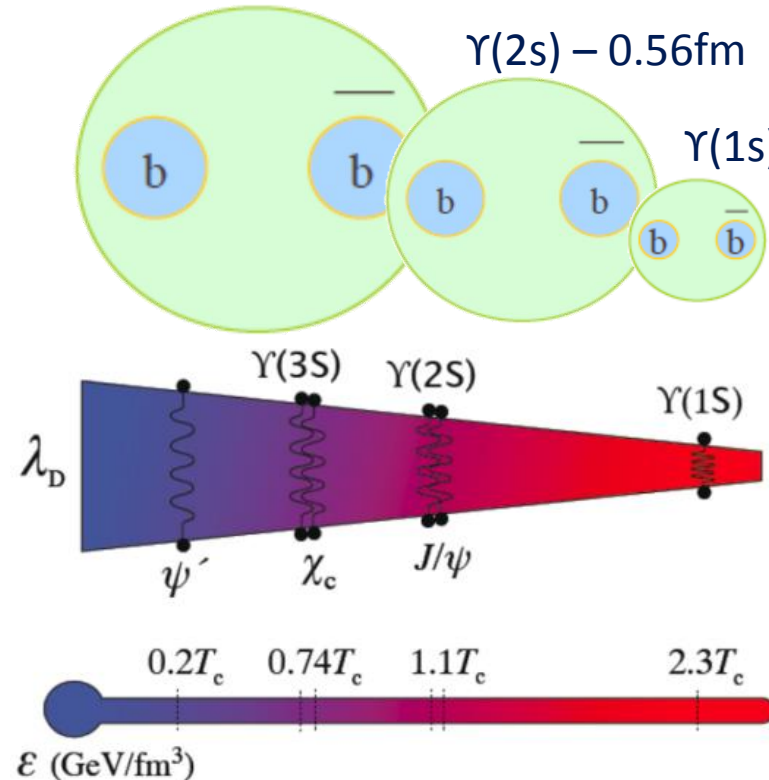 ϒ(2s) – 0.56fm
ϒ(1s)
b b
b b
b b
ϒ(3S) ϒ(2S) ϒ(1S)
λD
ψ´ χc J/ψ
0.2Tc 0.74Tc 1.1Tc 2.3Tc
ε (GeV/fm³)